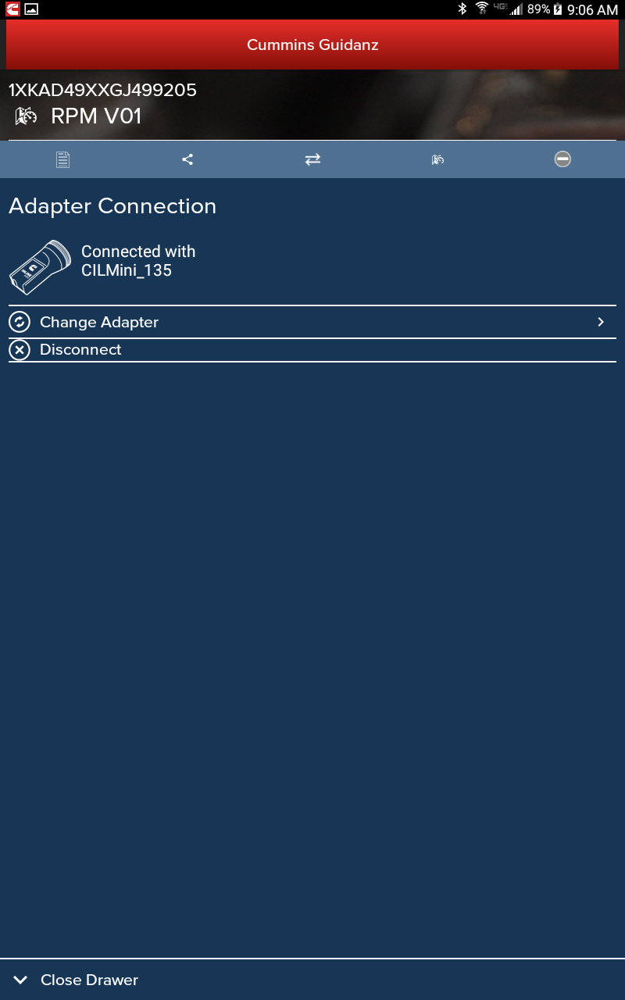 89% 9:06 AM
Cummins Guidanz
1XKAD49XXGJ499205
RPM V01
Adapter Connection
Connected with
CILMini_135
Change Adapter
Disconnect
Close Drawer